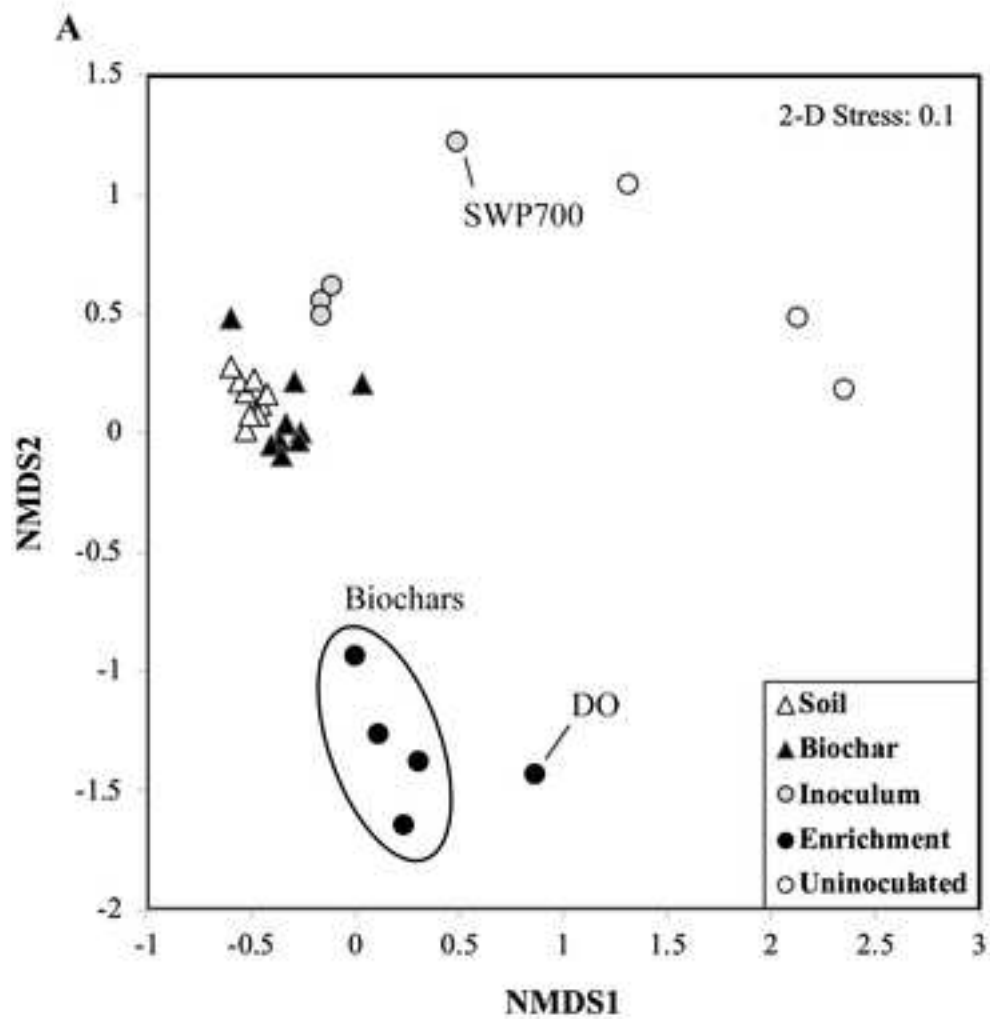 A
1.5
1
0.5
0
-0.5
-1
-1.5
-2
NMDS2
2-D Stress: 0.1
SWP700
Biochars
DO
Soil
Biochar
Inoculum
Enrichment
Uninoculated
-1 -0.5 0 0.5 1 1.5 2 2.5 3
NMDS1